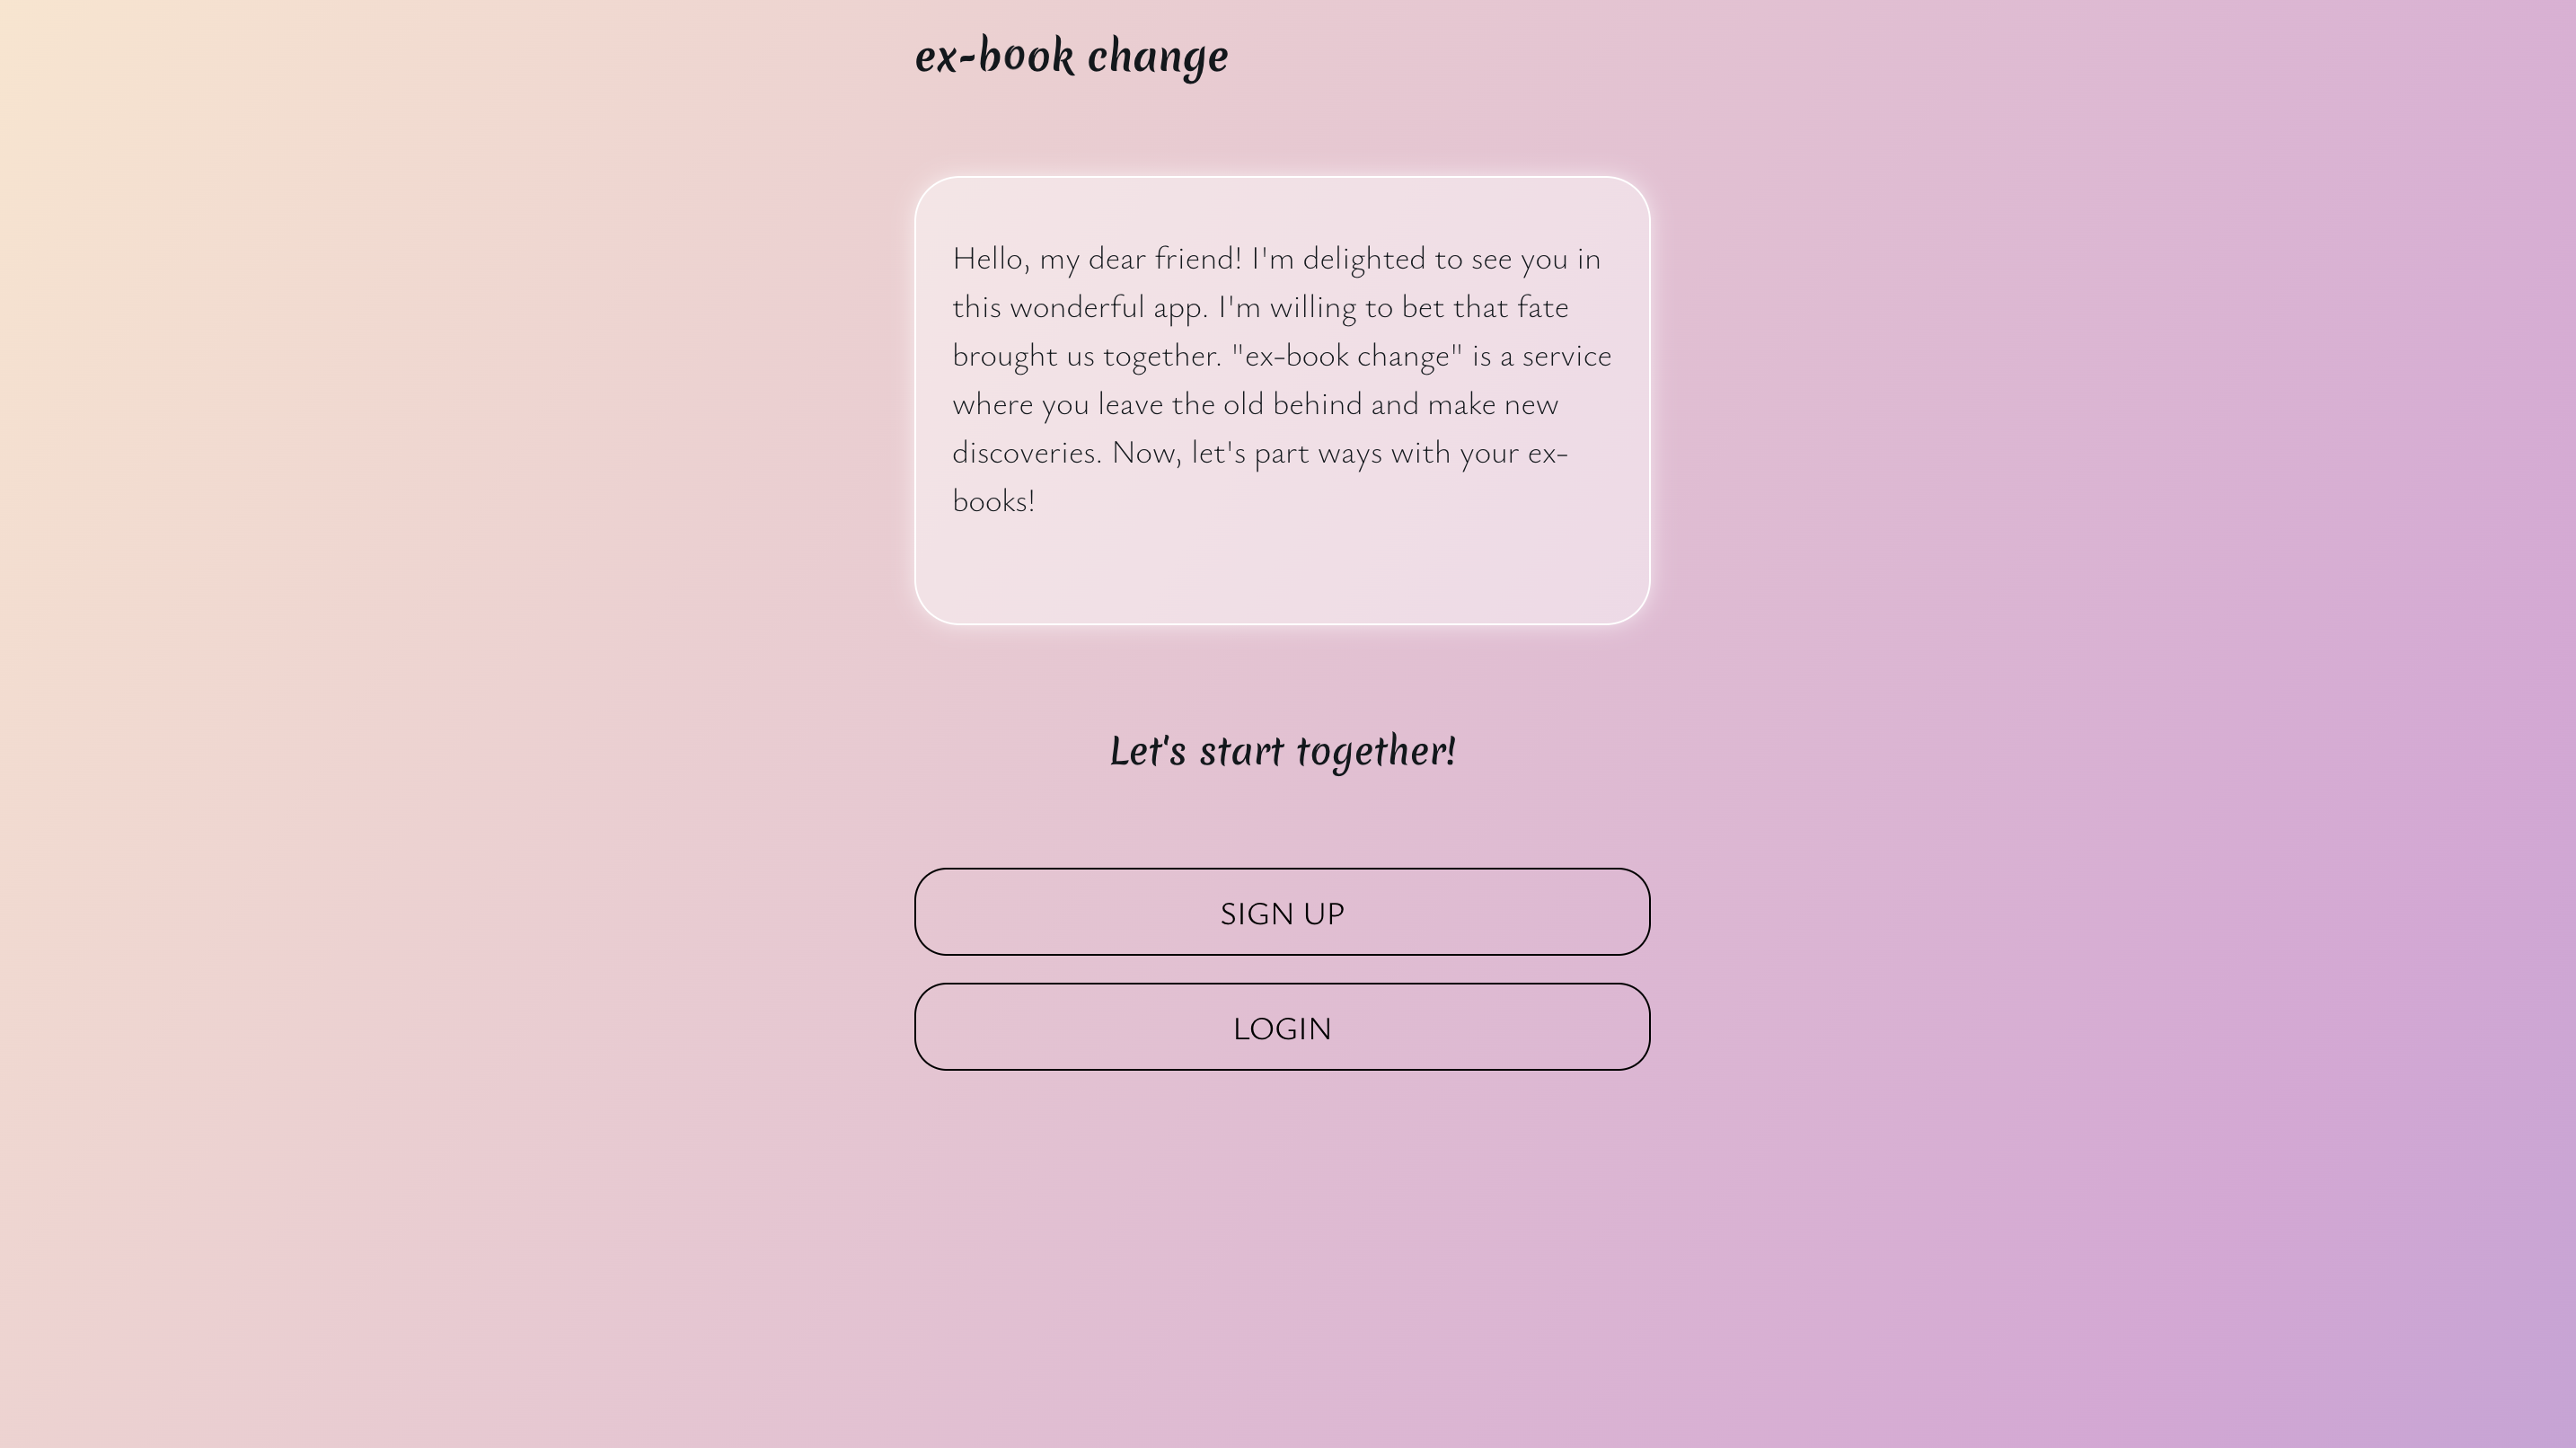 ex-book change
Hello, my dear friend! I'm delighted to see you in
this wonderful app. I'm willing to bet that fate
brought us together. "ex-book change" is a service
where you leave the old behind and make new
discoveries. Now, let's part ways with your ex-
books!
Let's start together!
SIGN UP
LOGIN